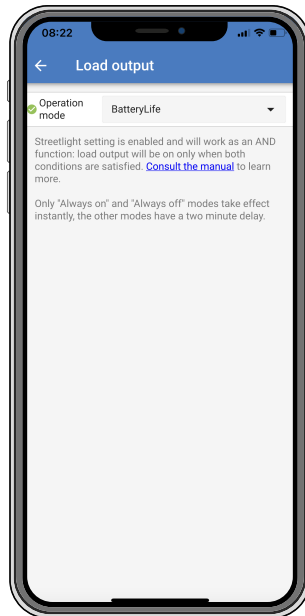 08:22
Load output
Operation
mode
BatteryLife
Streetlight setting is enabled and will work as an AND
function: load output will be on only when both
conditions are satisfied. Consult the manual to learn
more.
Only "Always on" and "Always off" modes take effect
instantly, the other modes have a two minute delay.